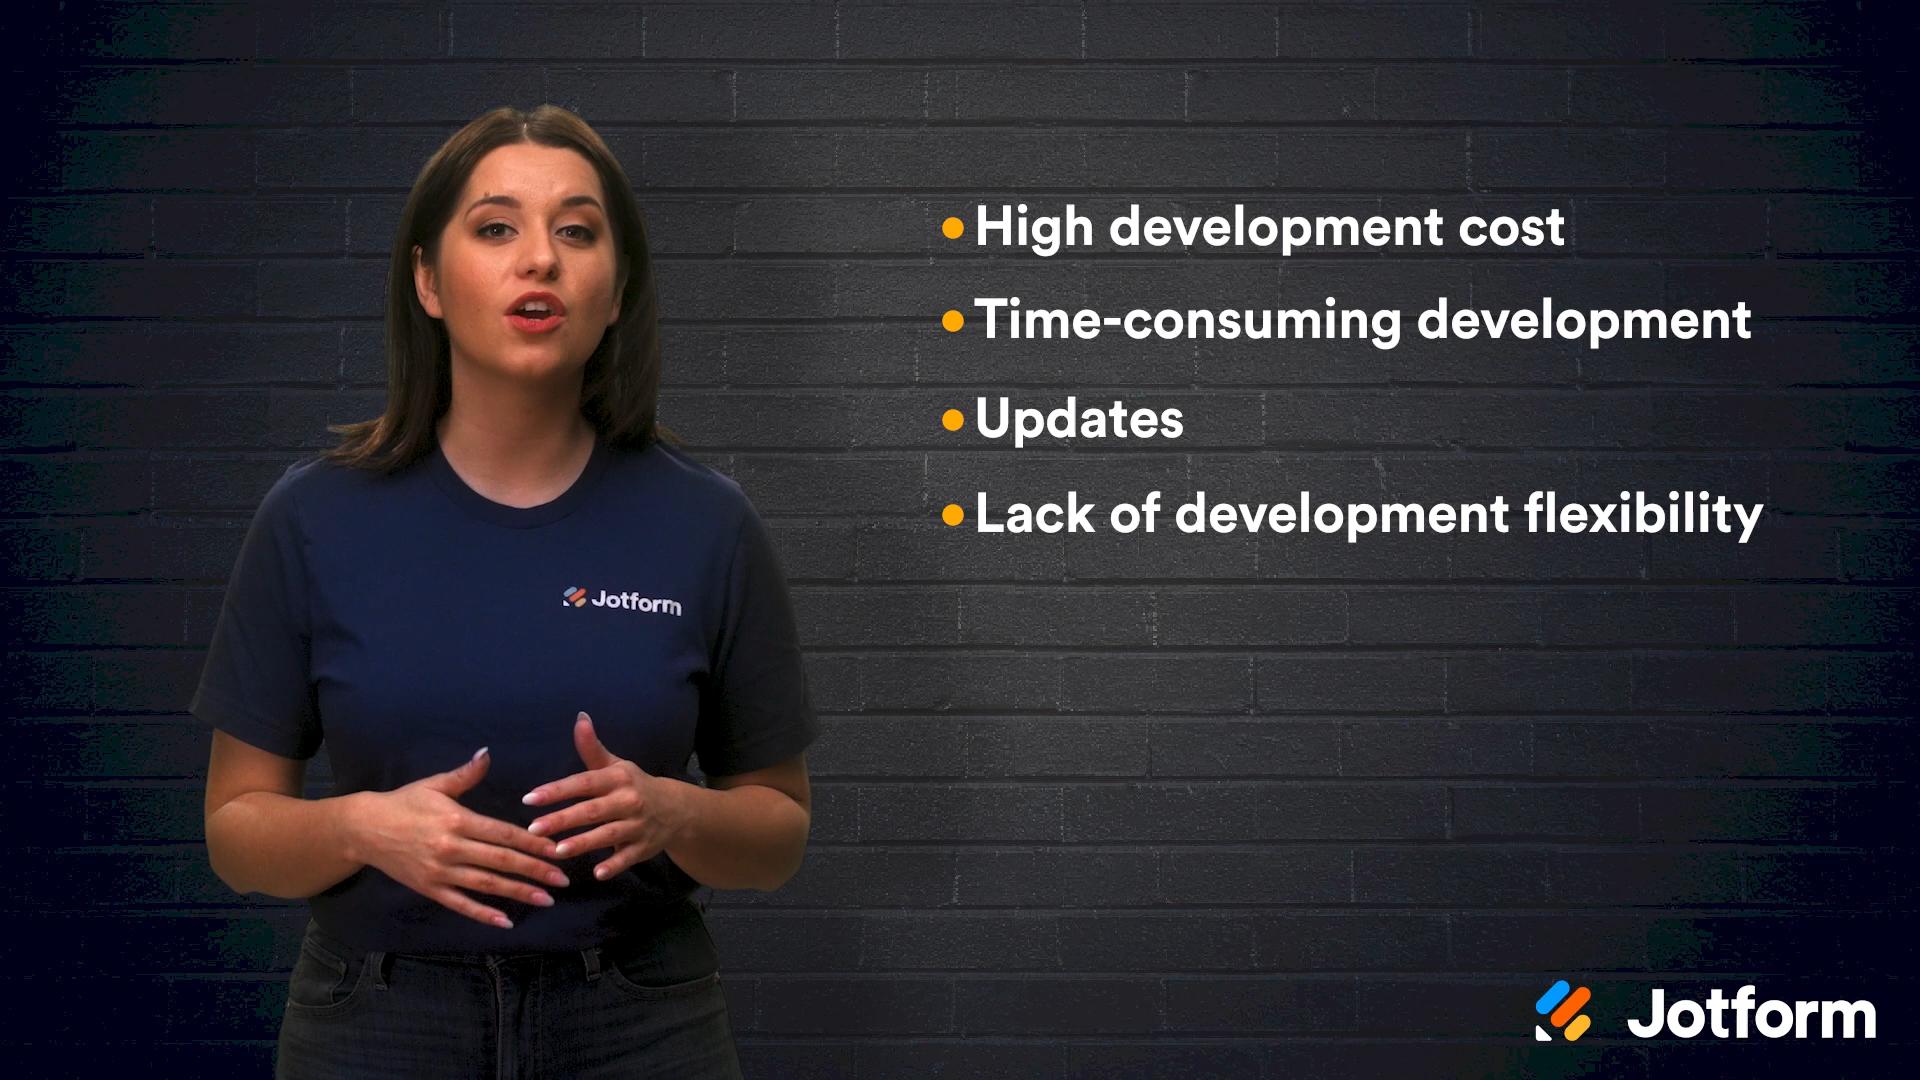 High development cost
Time-consuming development
Updates
Lack of development flexibility
Jotform
Jotform